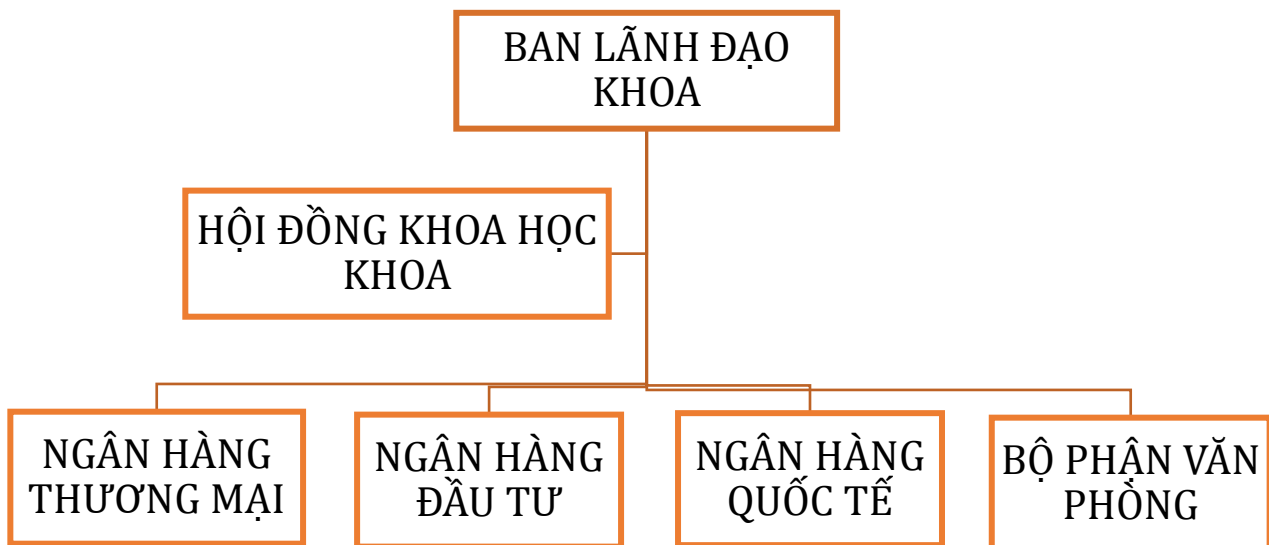 BAN LÃNH ĐẠO
KHOA
HỘI ĐỒNG KHOA HỌC
KHOA
NGÂN HÀNG
THƯƠNG MẠI
NGÂN HÀNG
ĐẦU TƯ
NGÂN HÀNG
QUỐC TẾ
BỘ PHẬN VĂN
PHÒNG